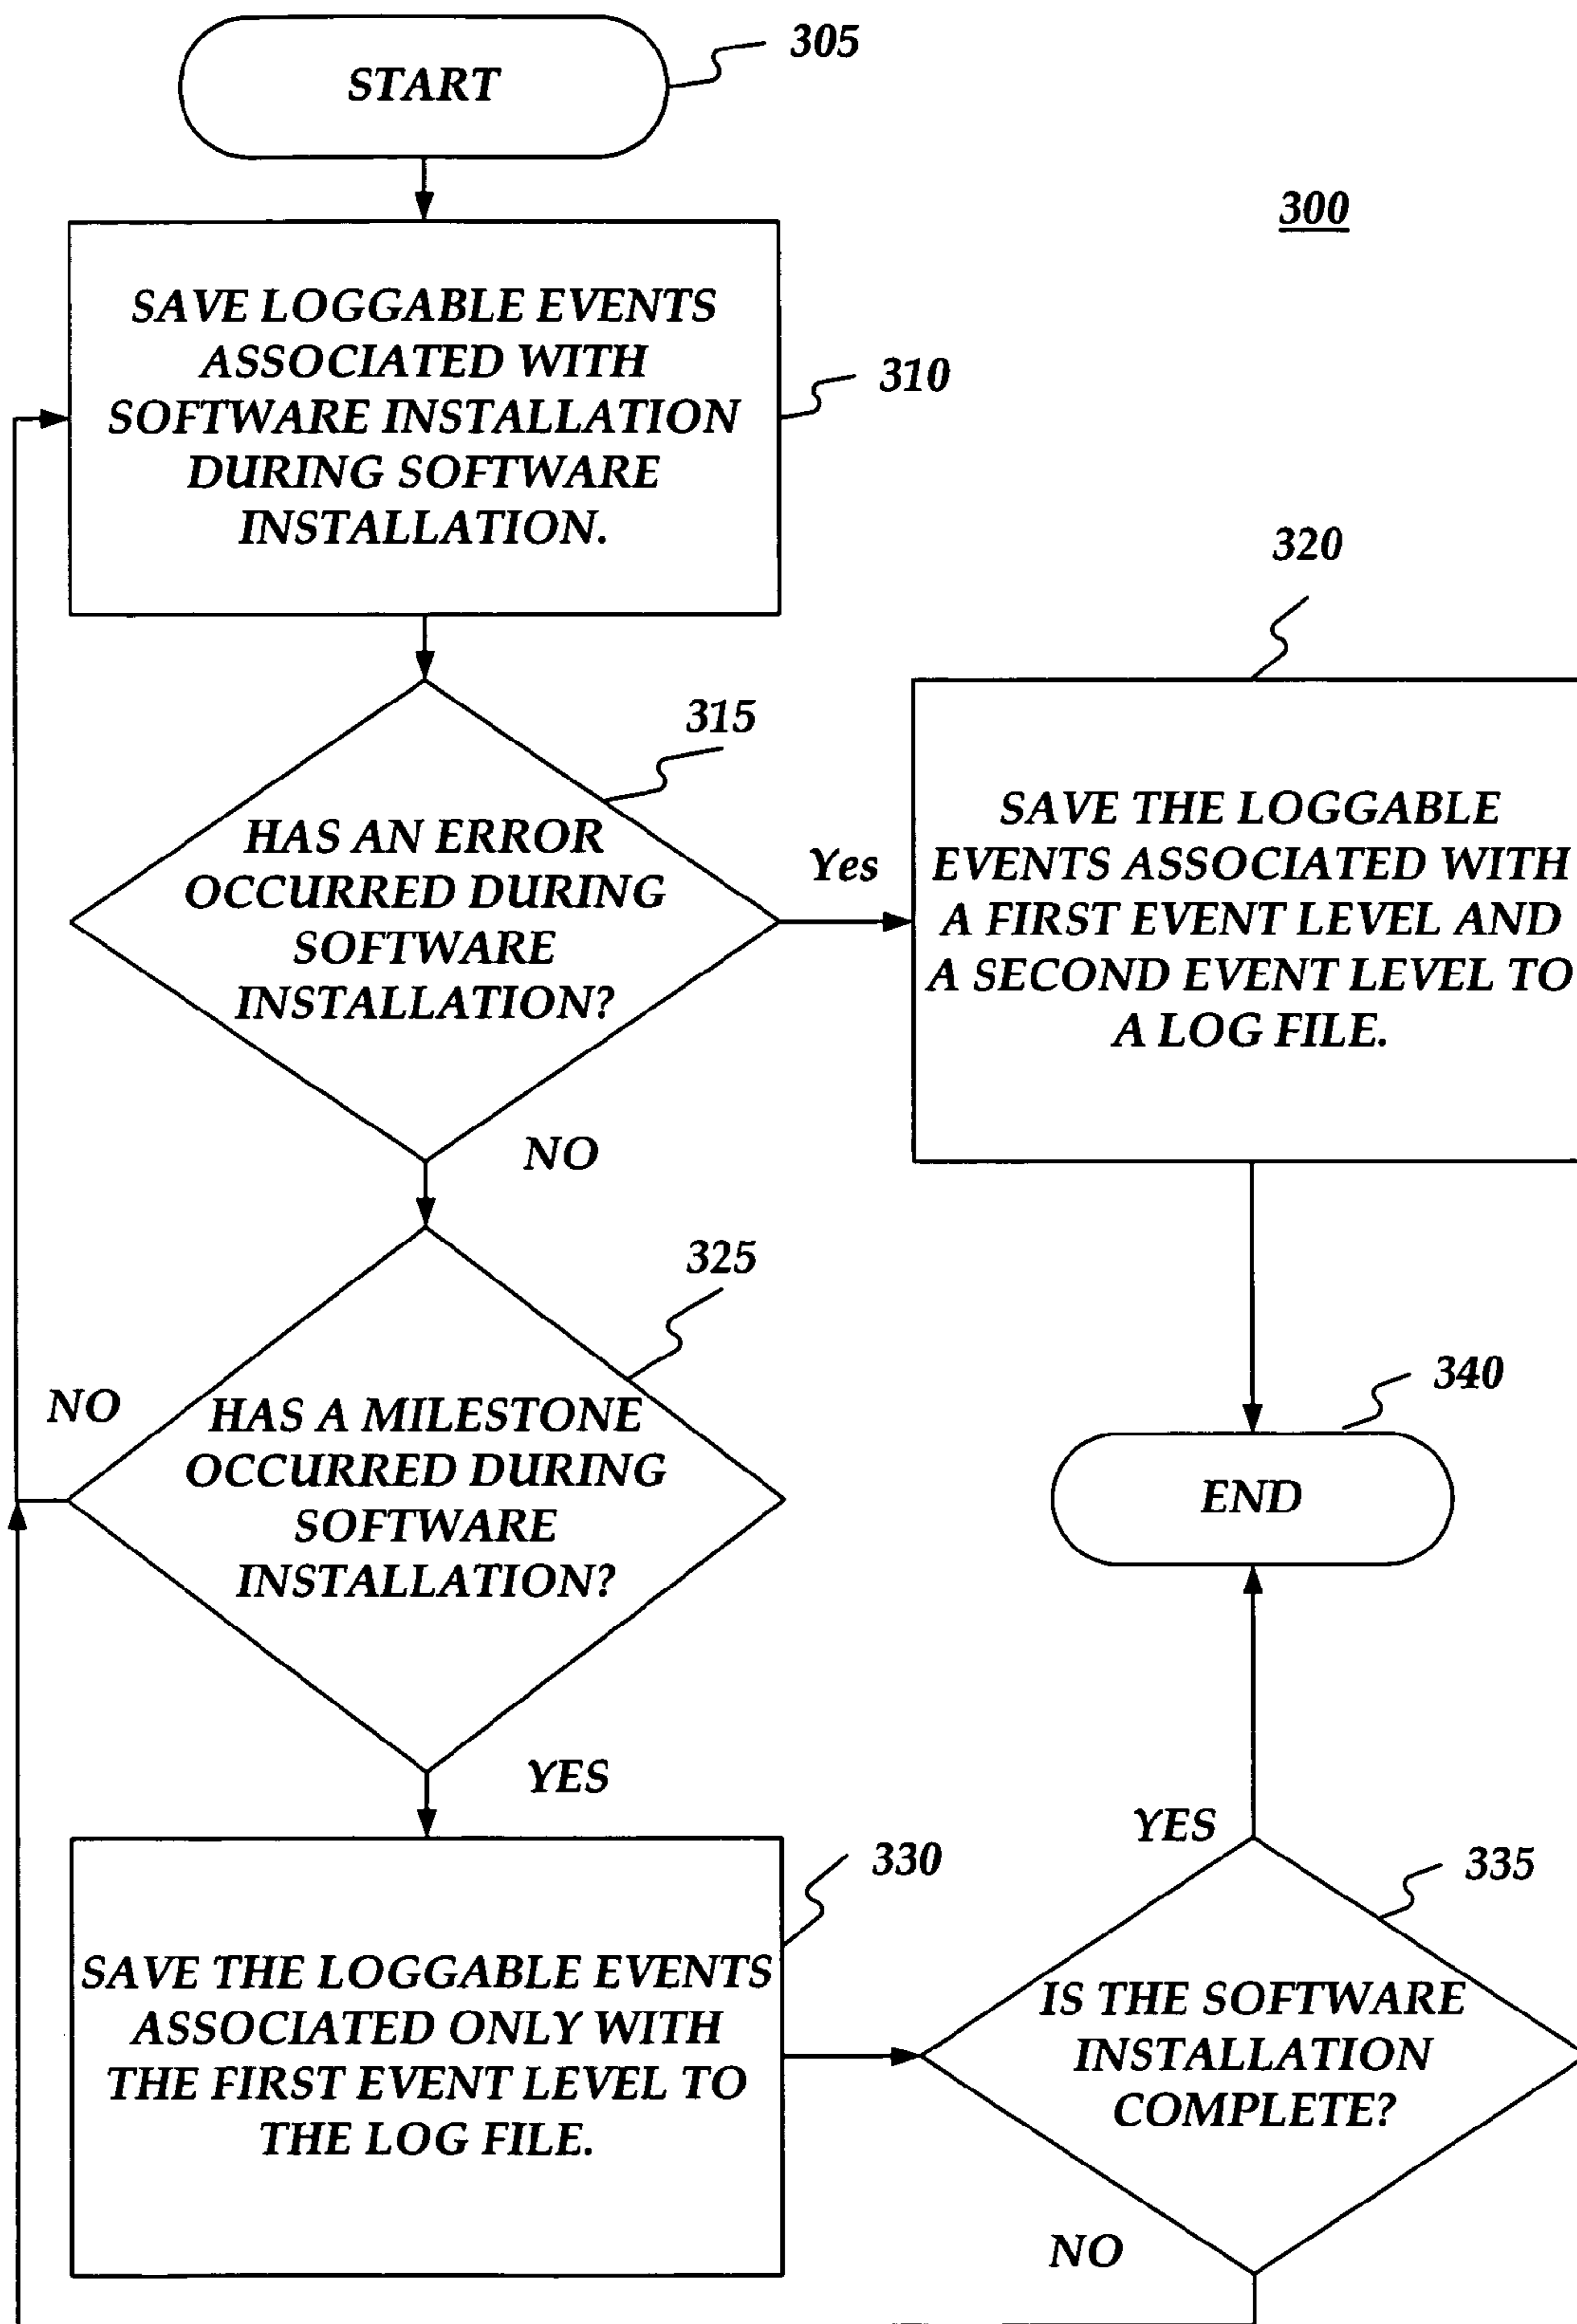 START
305
300
SAVE LOGGABLE EVENTS
ASSOCIATED WITH
SOFTWARE INSTALLATION
DURING SOFTWARE
INSTALLATION.
310
315
HAS AN ERROR
OCCURRED DURING
SOFTWARE
INSTALLATION?
Yes
320
SAVE THE LOGGABLE
EVENTS ASSOCIATED WITH
A FIRST EVENT LEVEL AND
A SECOND EVENT LEVEL TO
A LOG FILE.
NO
325
HAS A MILESTONE
OCCURRED DURING
SOFTWARE
INSTALLATION?
NO
340
END
YES
330
SAVE THE LOGGABLE EVENTS
ASSOCIATED ONLY WITH
THE FIRST EVENT LEVEL TO
THE LOG FILE.
YES
335
IS THE SOFTWARE
INSTALLATION
COMPLETE?
NO